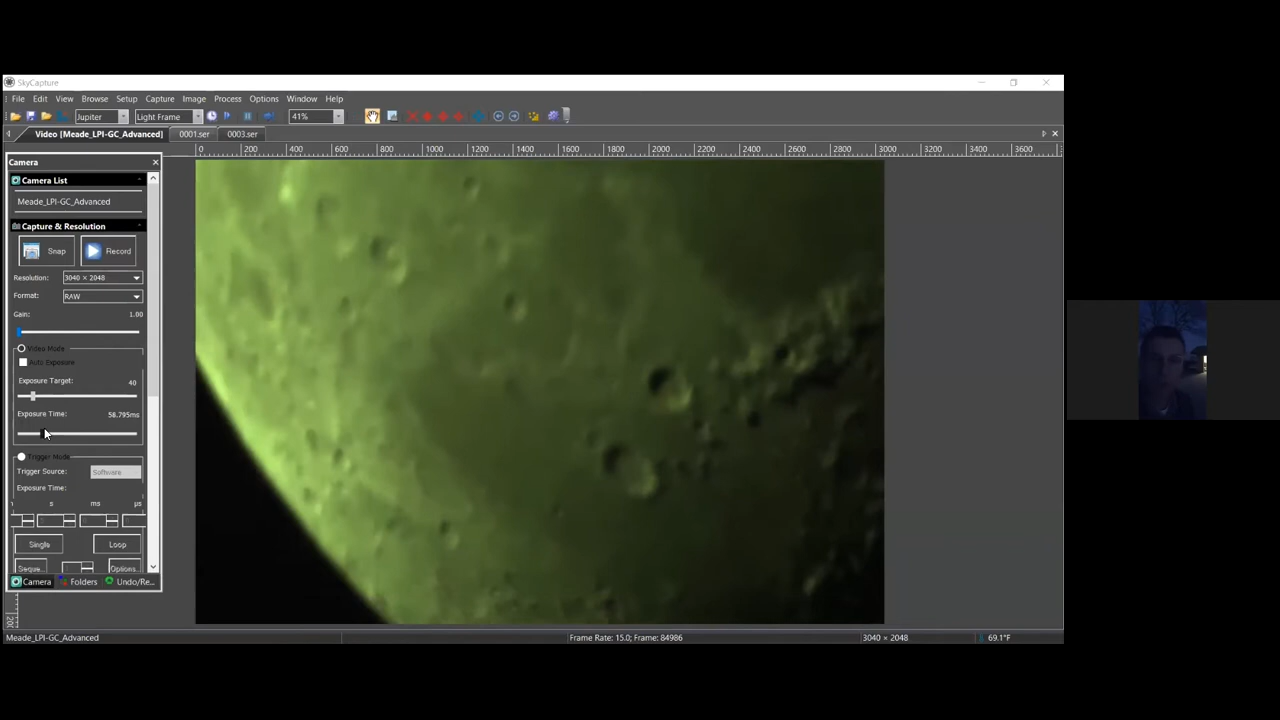 SkyCapture
File Edit View Browse Setup Capture Image Process Options Window Help
Jupiter Light Frame 41%
Video [Meade_LPI-GC_Advanced] 0001.ser 0003.ser
Camera
0 200 400 600 800 1000 1200 1400 1600 1800 2000 2200 2400 2600 2800 3000 3200 3400 3600
Camera List
Meade_LPI-GC_Advanced
Capture & Resolution
Snap Record
Resolution: 3040 × 2048
Format: RAW
Gain: 1.00
Video Mode
Auto Exposure
Exposure Target: 40
Exposure Time: 58.795ms
Trigger Mode
Trigger Source: Software
Exposure Time:
s ms µs
Single Loop
Seque... Options
Camera Folders Undo/Re...
Meade_LPI-GC_Advanced Frame Rate: 15.0; Frame: 84986 3040 × 2048 69.1°F